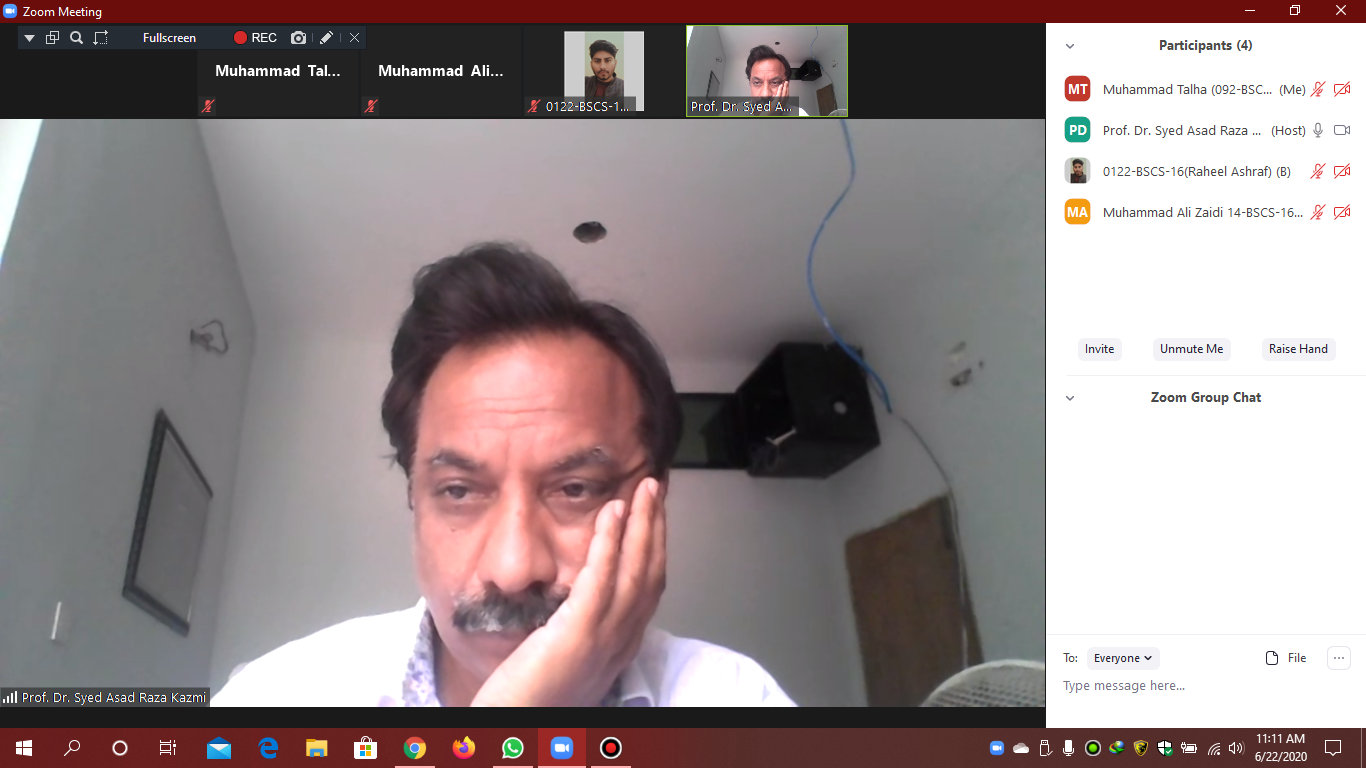 Zoom Meeting
Fullscreen
REC
Muhammad Tal...
Muhammad Ali...
0122-BSCS-1...
Prof. Dr. Syed A...
Prof. Dr. Syed Asad Raza Kazmi
Participants (4)
MT Muhammad Talha (092-BSC... (Me)
PD Prof. Dr. Syed Asad Raza ... (Host)
0122-BSCS-16(Raheel Ashraf) (B)
MA Muhammad Ali Zaidi 14-BSCS-16...
Invite Unmute Me Raise Hand
Zoom Group Chat
To: Everyone File
Type message here...
11:11 AM
6/22/2020